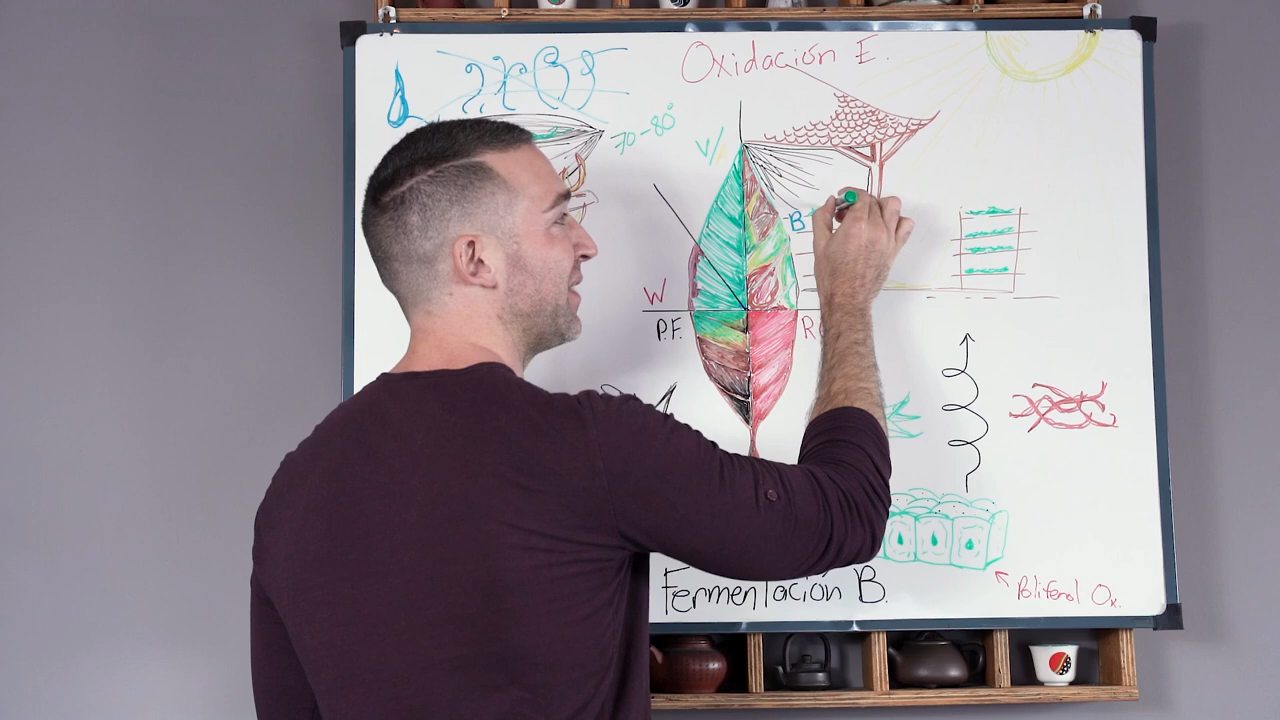 Oxidación E.
70-80°
V/
B
W
P.F.
R
Fermentación B.
Polifenol Ox.